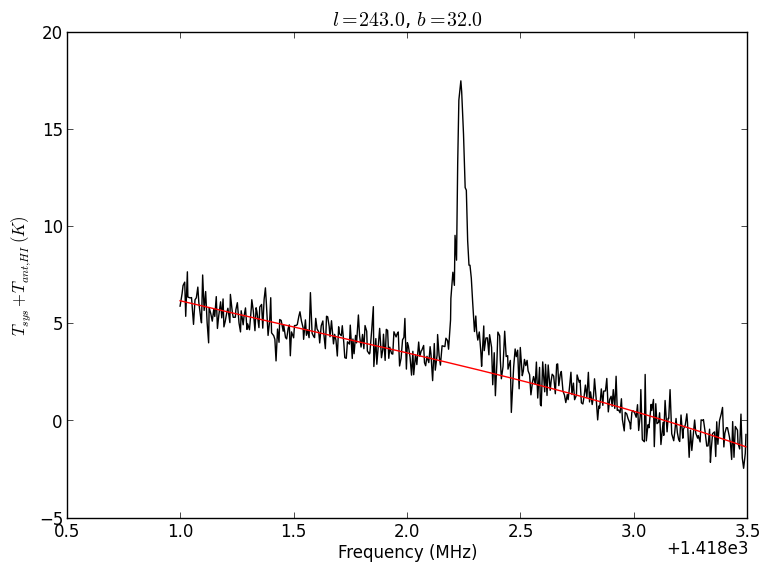 l = 243.0, b = 32.0
20
15
10
5
0
−5
T_sys + T_ant,HI (K)
0.5 1.0 1.5 2.0 2.5 3.0 3.5
Frequency (MHz)
+1.418e3